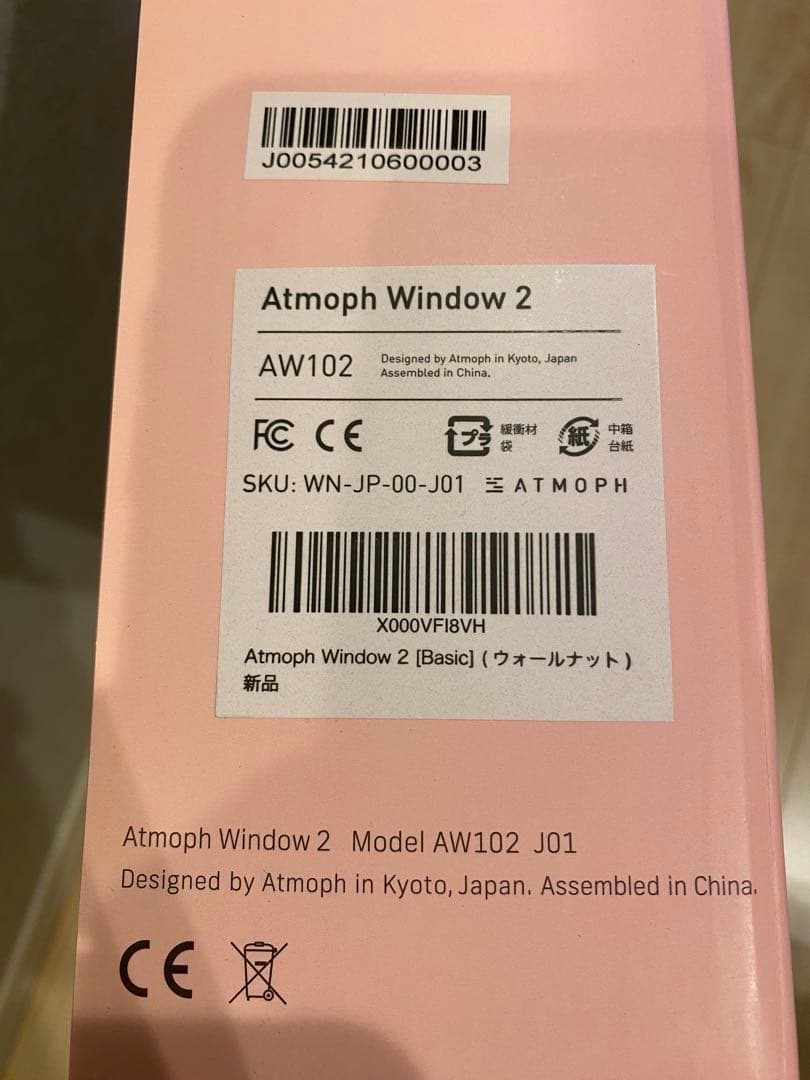 J0054210600003
Atmoph Window 2
AW102
Designed by Atmoph in Kyoto, Japan
Assembled in China.
FC CE
プラ 緩衝材
袋
紙 中箱
台紙
SKU: WN-JP-00-J01 ATMOPH
X000VFI8VH
Atmoph Window 2 [Basic] (ウォールナット)
新品
Atmoph Window 2 Model AW102 J01
Designed by Atmoph in Kyoto, Japan. Assembled in China.
CE